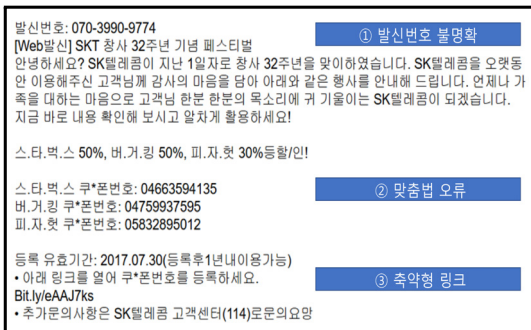 발신번호: 070-3990-9774
① 발신번호 불명확
[Web발신] SKT 창사 32주년 기념 페스티벌
안녕하세요? SK텔레콤이 지난 1일자로 창사 32주년을 맞이하였습니다. SK텔레콤을 오랫동
안 이용해주신 고객님께 감사의 마음을 담아 아래와 같은 행사를 안내해 드립니다. 언제나 가
족을 대하는 마음으로 고객님 한분 한분의 목소리에 귀 기울이는 SK텔레콤이 되겠습니다.
지금 바로 내용 확인해 보시고 알차게 활용하세요!
스.타.벅.스 50%, 버.거.킹 50%, 피.자.헛 30%등할/인!
스.타.벅.스 쿠*폰번호: 04663594135
② 맞춤법 오류
버.거.킹 쿠*폰번호: 04759937595
피.자.헛 쿠*폰번호: 05832895012
등록 유효기간: 2017.07.30(등록후1년내이용가능)
• 아래 링크를 열어 쿠*폰번호를 등록하세요.
③ 축약형 링크
Bit.ly/eAAJ7ks
• 추가문의사항은 SK텔레콤 고객센터(114)로문의요망